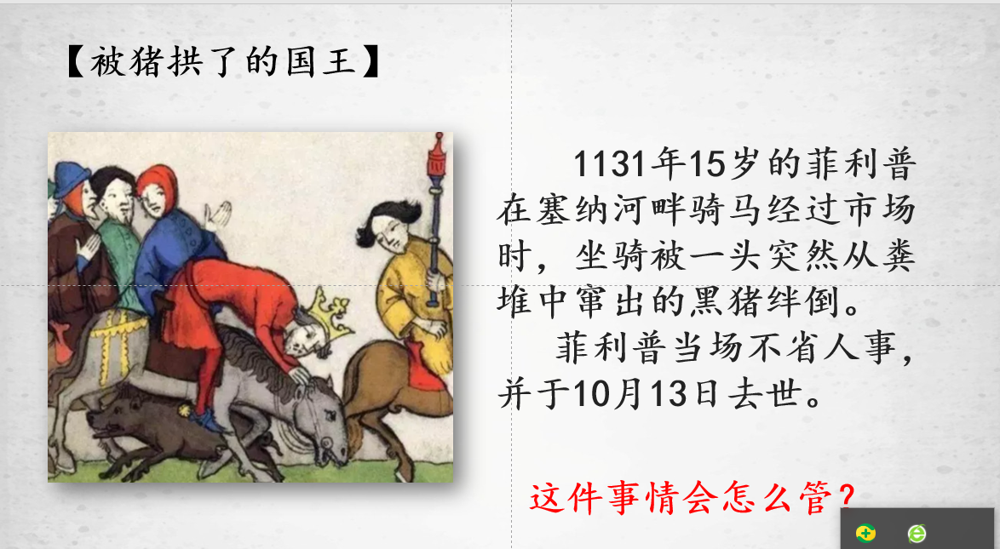 【被猪拱了的国王】
1131年15岁的菲利普
在塞纳河畔骑马经过市场
时，坐骑被一头突然从粪
堆中窜出的黑猪绊倒。
菲利普当场不省人事，
并于10月13日去世。
这件事情会怎么管？